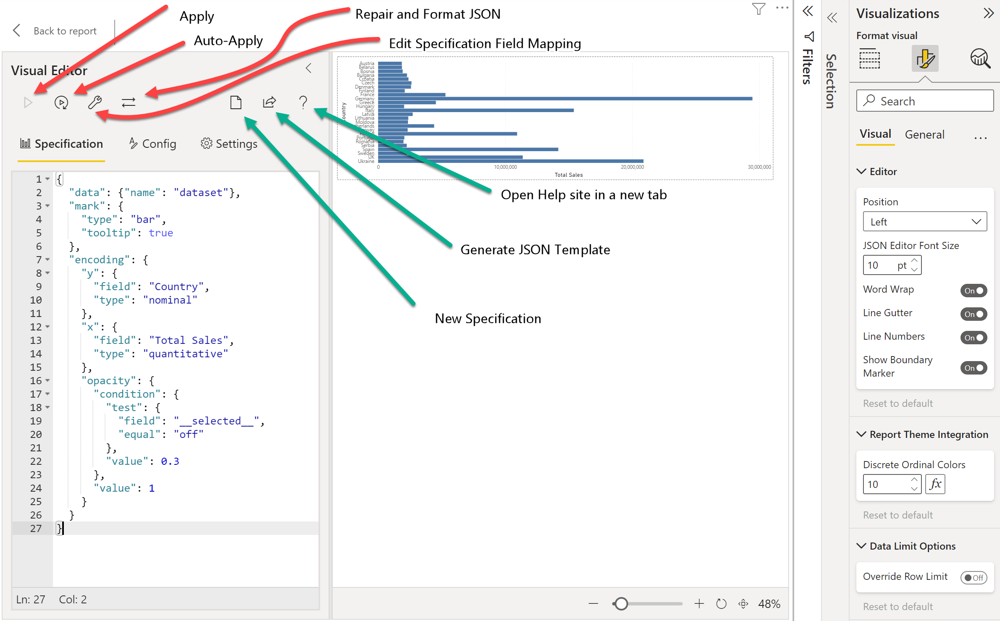 Apply
Repair and Format JSON
Back to report
Auto-Apply
Edit Specification Field Mapping
Visual Editor
Specification
Config
Settings
1 {
2 "data": {"name": "dataset"},
3 "mark": {
4 "type": "bar",
5 "tooltip": true
6 },
7 "encoding": {
8 "y": {
9 "field": "Country",
10 "type": "nominal"
11 },
12 "x": {
13 "field": "Total Sales",
14 "type": "quantitative"
15 },
16 "opacity": {
17 "condition": {
18 "test": {
19 "field": "__selected__",
20 "equal": "off"
21 },
22 "value": 0.3
23 },
24 "value": 1
25 }
26 }
27 }
Ln: 27 Col: 2
Austria
Belarus
Bosnia
Bulgaria
Croatia
Czech
Denmark
Finland
France
Germany
Greece
Hungary
Italy
Latvia
Lithuania
Moldova
Portugal
Romania
Serbia
Spain
Sweden
UK
Ukraine
0 10,000,000 20,000,000 30,000,000
Total Sales
Open Help site in a new tab
Generate JSON Template
New Specification
48%
Filters
Selection
Visualizations
Format visual
Search
Visual General
Editor
Position
Left
JSON Editor Font Size
10 pt
Word Wrap On
Line Gutter On
Line Numbers On
Show Boundary
Marker On
Reset to default
Report Theme Integration
Discrete Ordinal Colors
10 fx
Reset to default
Data Limit Options
Override Row Limit Off
Reset to default